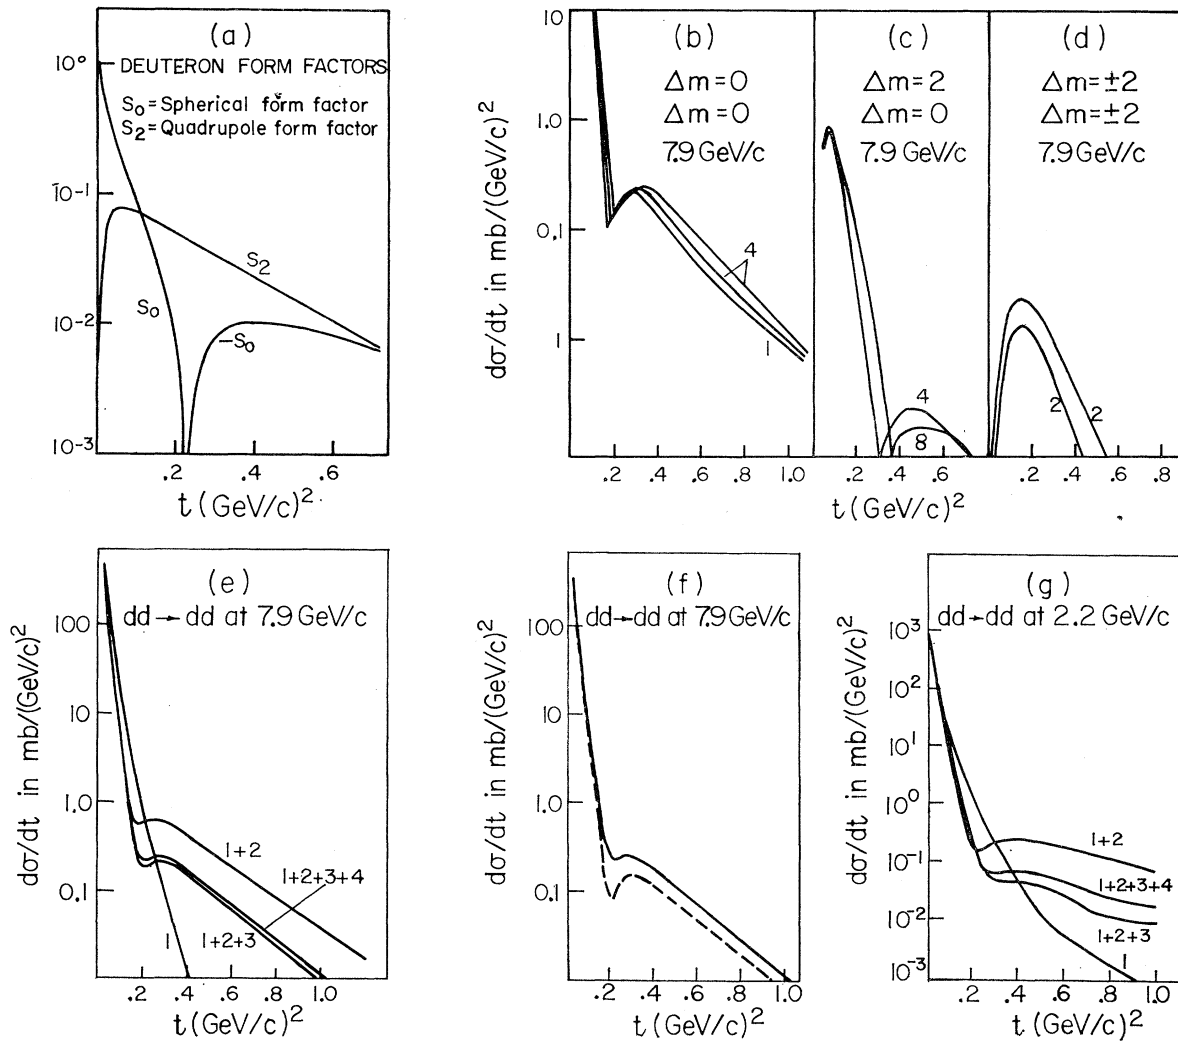 (a)
DEUTERON FORM FACTORS
S₀=Spherical form factor
S₂=Quadrupole form factor
10⁰
10⁻¹
10⁻²
10⁻³
S₂
S₀
−S₀
.2 .4 .6
t (GeV/c)²
dσ/dt in mb/(GeV/c)²
10
1.0
0.1
.1
(b)
Δm=0
Δm=0
7.9 GeV/c
4
1
.2 .4 .6 .8 1.0
(c)
Δm=2
Δm=0
7.9 GeV/c
4
8
.2 .4 .6 .8
(d)
Δm=±2
Δm=±2
7.9 GeV/c
2
2
.2 .4 .6 .8
t (GeV/c)²
(e)
dd→dd at 7.9 GeV/c
dσ/dt in mb/(GeV/c)²
100
10
1.0
0.1
1+2
1+2+3+4
1+2+3
1
.2 .4 .6 .8 1.0
t (GeV/c)²
(f)
dd→dd at 7.9 GeV/c
dσ/dt in mb/(GeV/c)²
100
10
1.0
0.1
.2 .4 .6 .8 1.0
t (GeV/c)²
(g)
dd→dd at 2.2 GeV/c
dσ/dt in mb/(GeV/c)²
10³
10²
10¹
10⁰
10⁻¹
10⁻²
10⁻³
1+2
1+2+3+4
1+2+3
1
.2 .4 .6 .8 1.0
t (GeV/c)²